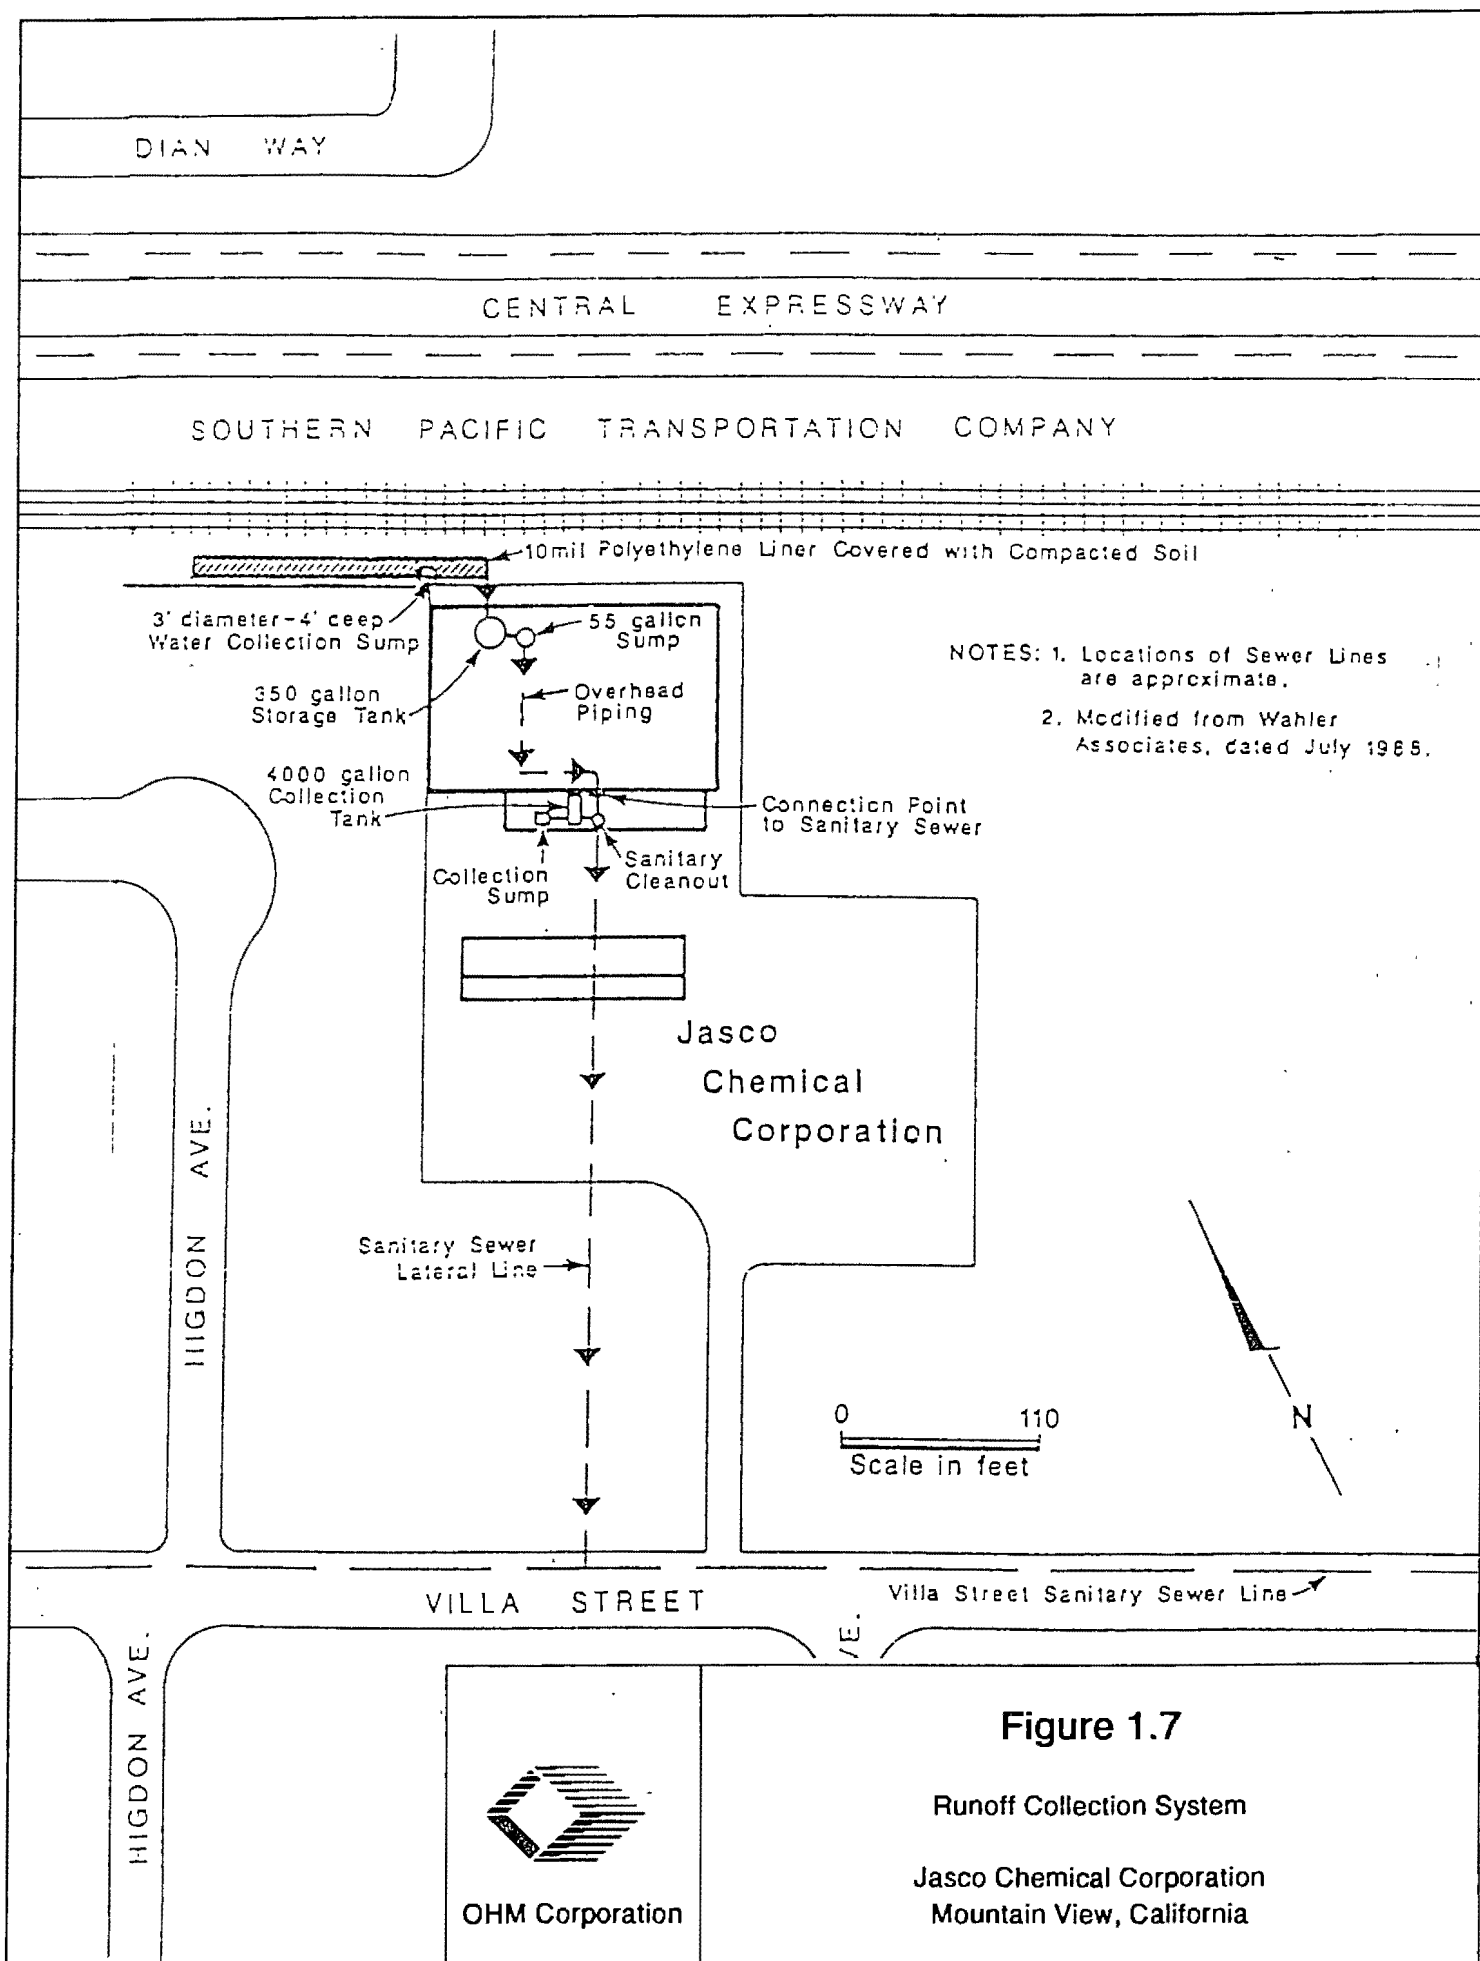 DIAN WAY
CENTRAL EXPRESSWAY
SOUTHERN PACIFIC TRANSPORTATION COMPANY
10mil Polyethylene Liner Covered with Compacted Soil
3' diameter-4' deep
Water Collection Sump
55 gallon
Sump
350 gallon
Storage Tank
Overhead
Piping
4000 gallon
Collection
Tank
Connection Point
to Sanitary Sewer
Collection
Sump
Sanitary
Cleanout
NOTES: 1. Locations of Sewer Lines
are approximate.
2. Modified from Wahler
Associates, dated July 1988.
Jasco
Chemical
Corporation
HIGDON AVE.
Sanitary Sewer
Lateral Line
N
0 110
Scale in feet
VILLA STREET
Villa Street Sanitary Sewer Line
VE.
HIGDON AVE.
OHM Corporation
Figure 1.7
Runoff Collection System
Jasco Chemical Corporation
Mountain View, California